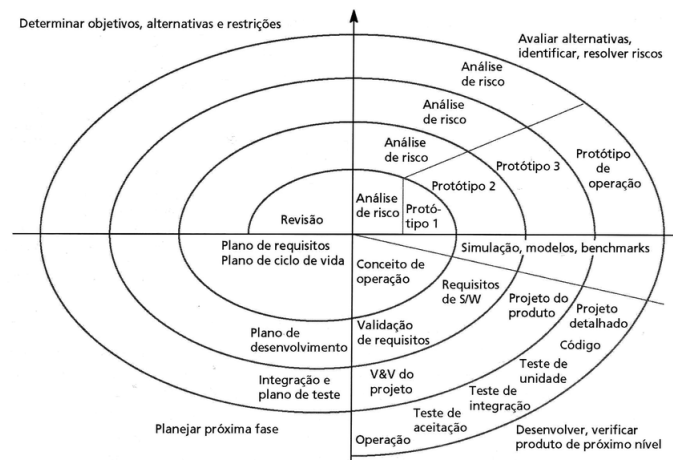 Determinar objetivos, alternativas e restrições
Avaliar alternativas,
identificar, resolver riscos
Análise
de risco
Análise
de risco
Análise
de risco
Análise
de risco
Protótipo
de
operação
Protótipo 3
Protótipo 2
Protó-
tipo 1
Revisão
Plano de requisitos
Plano de ciclo de vida
Simulação, modelos, benchmarks
Conceito de
operação
Requisitos
de S/W
Projeto do
produto
Projeto
detalhado
Código
Plano de
desenvolvimento
Validação
de requisitos
Integração e
plano de teste
V&V do
projeto
Teste de
unidade
Teste de
integração
Teste de
aceitação
Operação
Planejar próxima fase
Desenvolver, verificar
produto de próximo nível